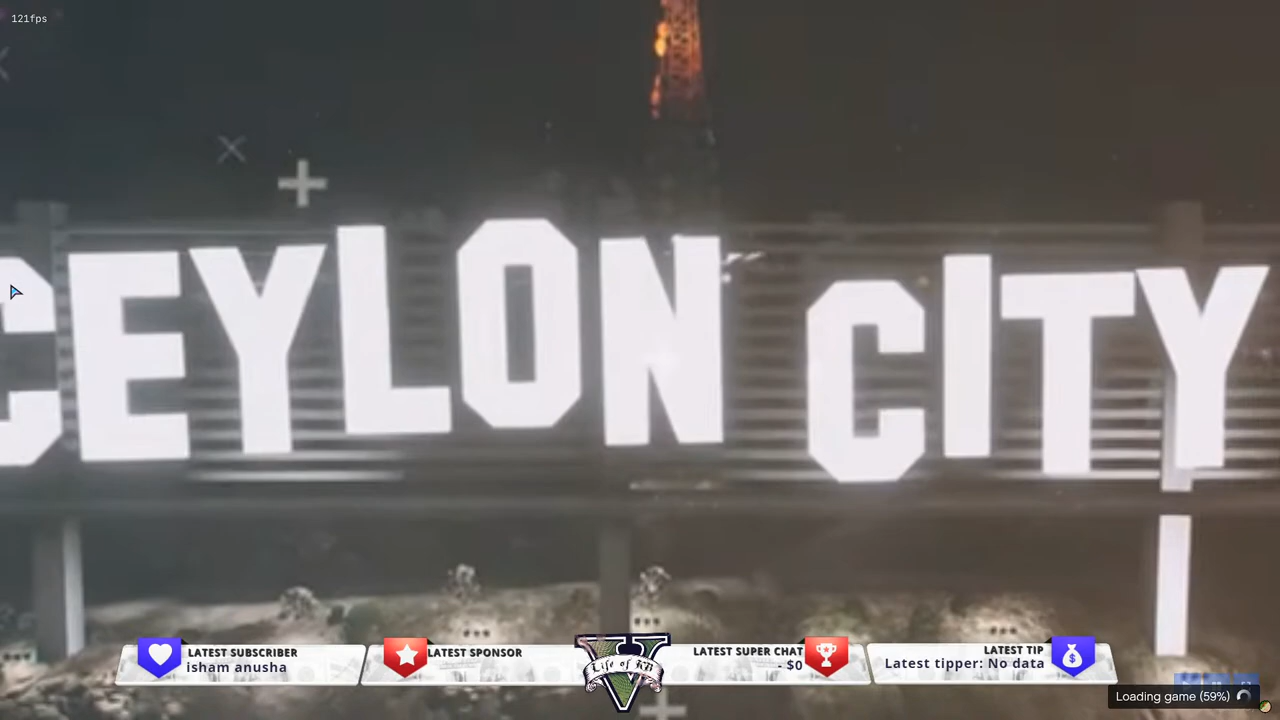 121fps
CEYLON CITY
LATEST SUBSCRIBER
isham anusha
LATEST SPONSOR
Life of KD
LATEST SUPER CHAT
- $0
LATEST TIP
Latest tipper: No data
Loading game (59%)